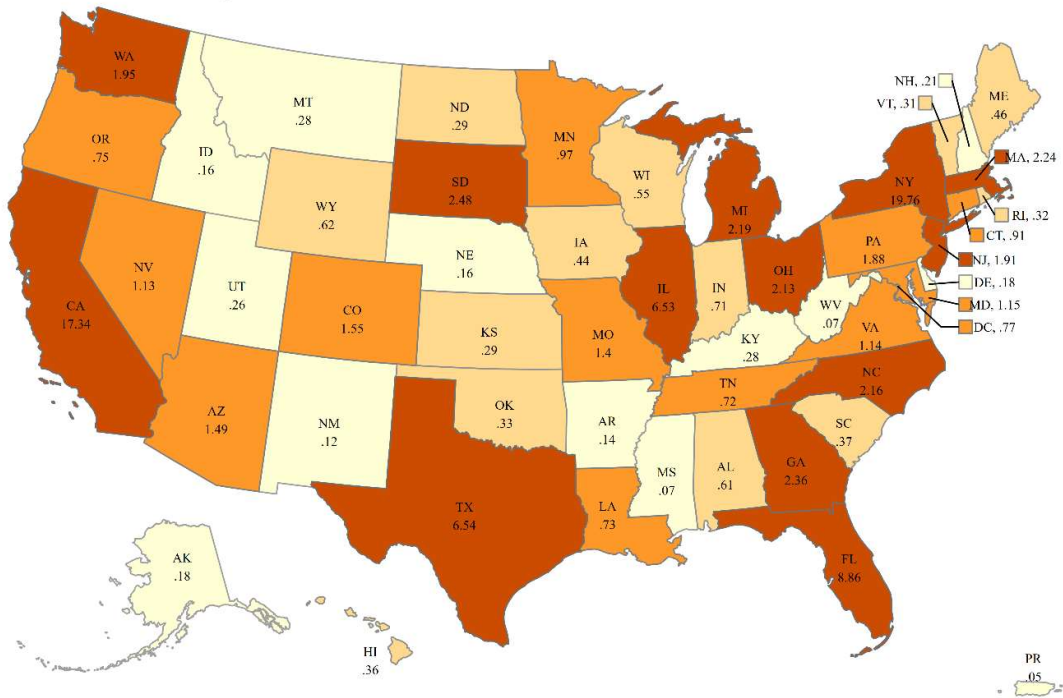 WA
1.95
OR
.75
CA
17.34
NV
1.13
ID
.16
MT
.28
WY
.62
UT
.26
AZ
1.49
CO
1.55
NM
.12
ND
.29
SD
2.48
NE
.16
KS
.29
OK
.33
TX
6.54
MN
.97
IA
.44
MO
1.4
AR
.14
LA
.73
WI
.55
IL
6.53
MI
2.19
IN
.71
OH
2.13
KY
.28
TN
.72
MS
.07
AL
.61
GA
2.36
FL
8.86
SC
.37
NC
2.16
VA
1.14
WV
.07
PA
1.88
NY
19.76
ME
.46
NH, .21
VT, .31
MA, 2.24
RI, .32
CT, .91
NJ, 1.91
DE, .18
MD, 1.15
DC, .77
AK
.18
HI
.36
PR
.05